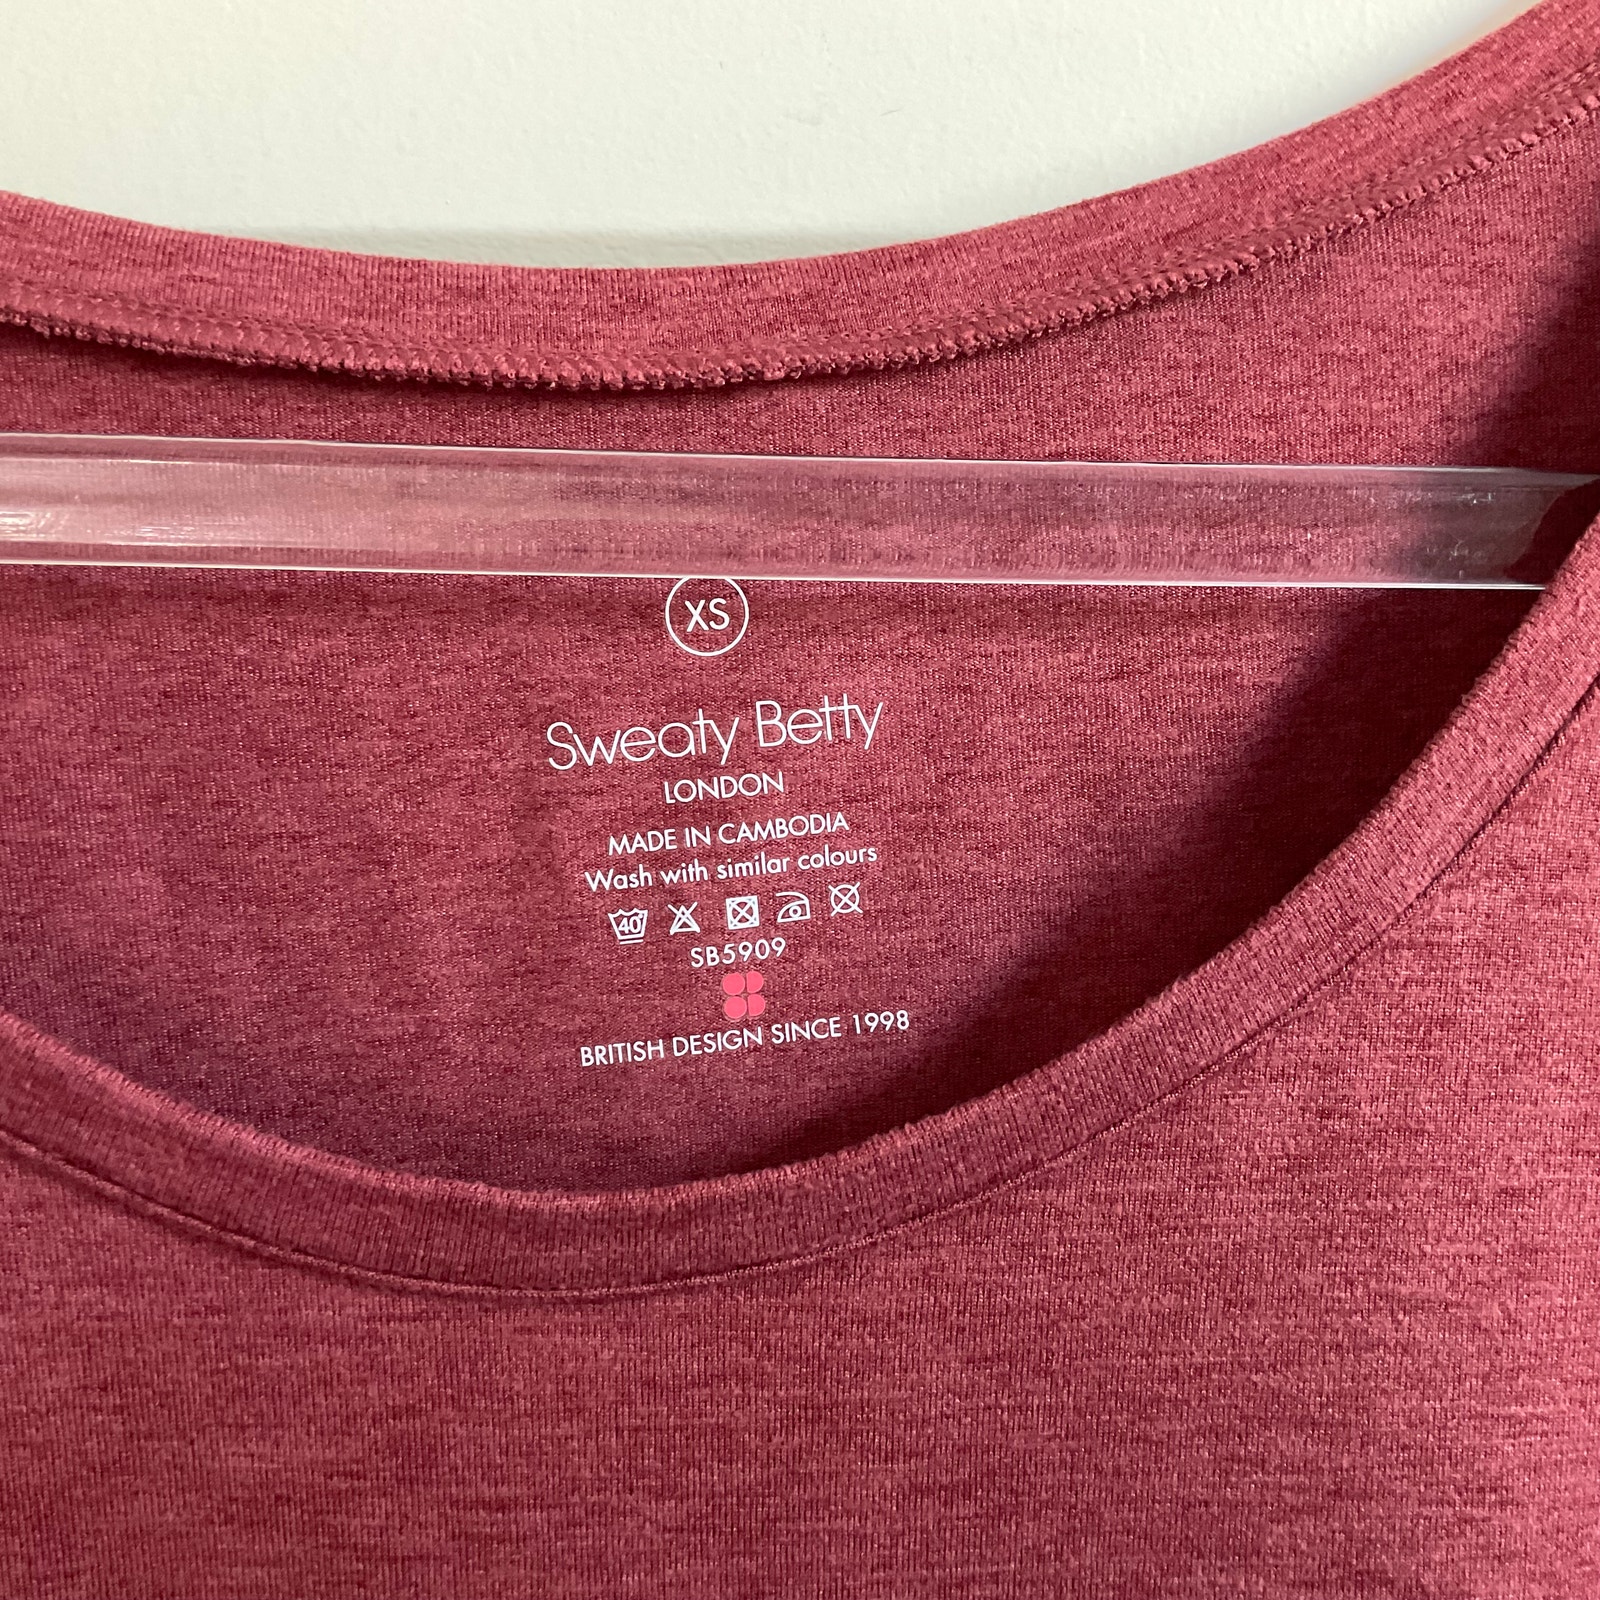 XS
Sweaty Betty
LONDON
MADE IN CAMBODIA
Wash with similar colours
40
SB5909
BRITISH DESIGN SINCE 1998